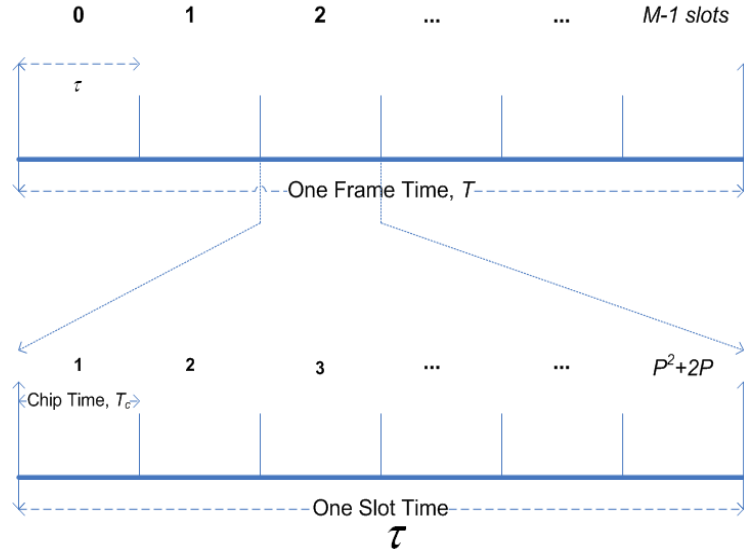 0 1 2 ... ... M-1 slots
τ
One Frame Time, T
1 2 3 ... ... P²+2P
Chip Time, Tc
One Slot Time
τ